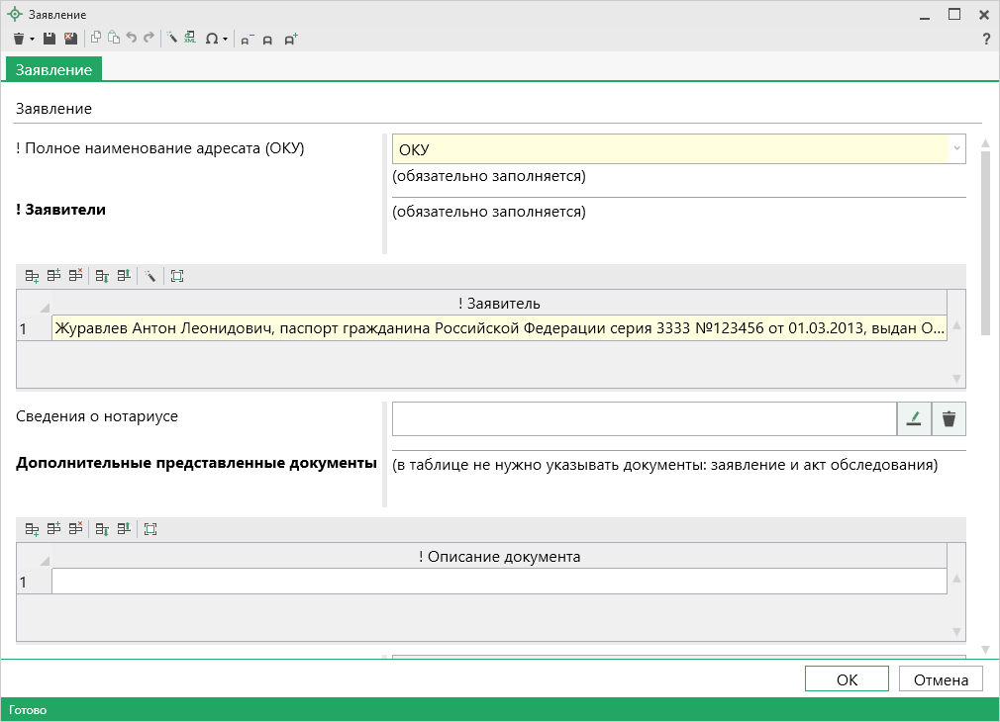 Заявление
XML
Ω
A− A A+
?
Заявление
Заявление
! Полное наименование адресата (ОКУ)
ОКУ
(обязательно заполняется)
! Заявители
(обязательно заполняется)
! Заявитель
1
Журавлев Антон Леонидович, паспорт гражданина Российской Федерации серия 3333 №123456 от 01.03.2013, выдан О...
Сведения о нотариусе
Дополнительные представленные документы
(в таблице не нужно указывать документы: заявление и акт обследования)
! Описание документа
1
ОК
Отмена
Готово